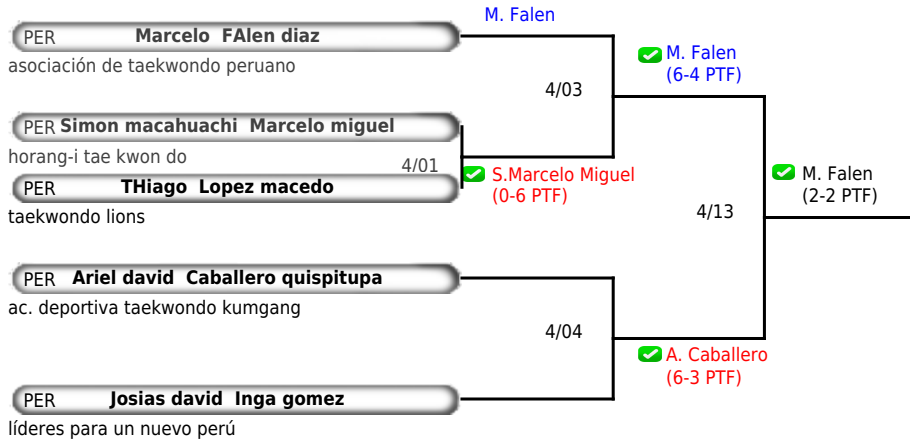 M. Falen
PER Marcelo FAlen diaz
asociación de taekwondo peruano
M. Falen
(6-4 PTF)
4/03
PER Simon macahuachi Marcelo miguel
horang-i tae kwon do
4/01
S.Marcelo Miguel
(0-6 PTF)
PER THiago Lopez macedo
taekwondo lions
M. Falen
(2-2 PTF)
4/13
PER Ariel david Caballero quispitupa
ac. deportiva taekwondo kumgang
4/04
A. Caballero
(6-3 PTF)
PER Josias david Inga gomez
líderes para un nuevo perú